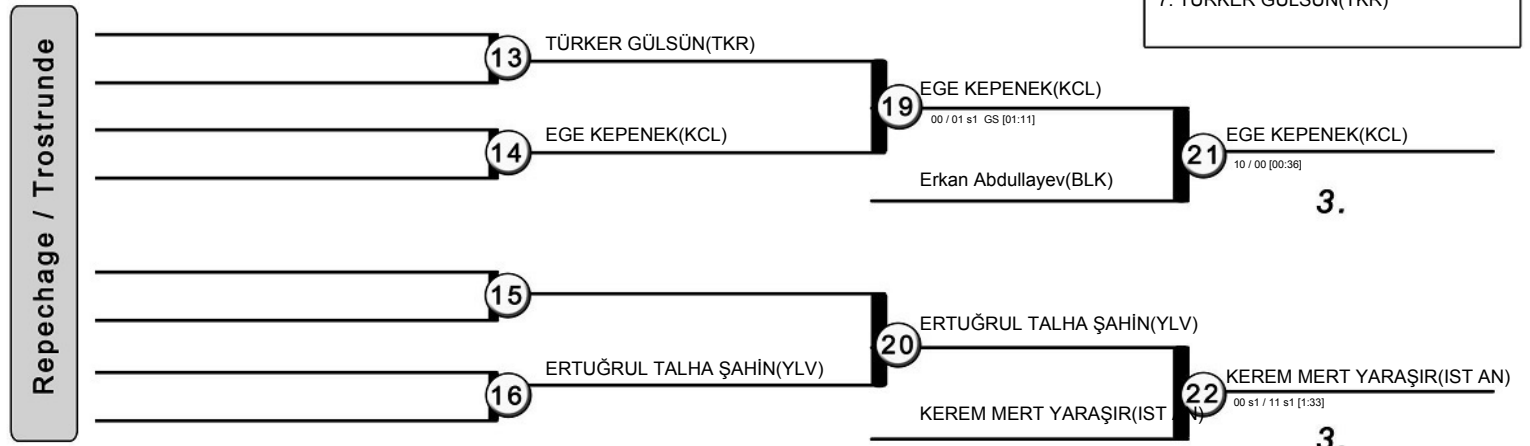 7. TÜRKER GÜLSÜN(TKR)
Repechage / Trostrunde
13
TÜRKER GÜLSÜN(TKR)
19
EGE KEPENEK(KCL)
00 / 01 s1 GS [01:11]
14
EGE KEPENEK(KCL)
21
EGE KEPENEK(KCL)
10 / 00 [00:36]
Erkan Abdullayev(BLK)
3.
15
20
ERTUĞRUL TALHA ŞAHİN(YLV)
16
ERTUĞRUL TALHA ŞAHİN(YLV)
22
KEREM MERT YARAŞIR(IST AN)
00 s1 / 11 s1 [1:33]
KEREM MERT YARAŞIR(IST AN)
3.